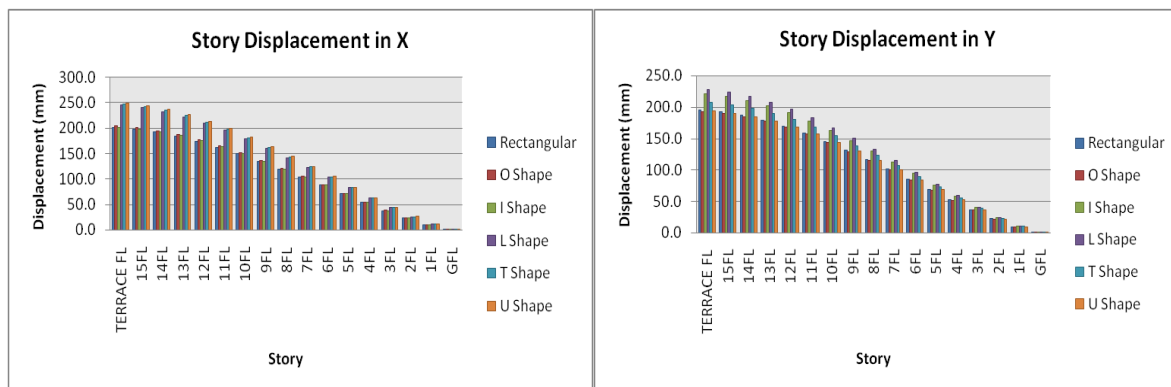 Story Displacement in X
Displacement (mm)
300.0
250.0
200.0
150.0
100.0
50.0
0.0
TERRACE FL
15FL
14FL
13FL
12FL
11FL
10FL
9FL
8FL
7FL
6FL
5FL
4FL
3FL
2FL
1FL
GFL
Story
Rectangular
O Shape
I Shape
L Shape
T Shape
U Shape
Story Displacement in Y
Displacement (mm)
250.0
200.0
150.0
100.0
50.0
0.0
TERRACE FL
15FL
14FL
13FL
12FL
11FL
10FL
9FL
8FL
7FL
6FL
5FL
4FL
3FL
2FL
1FL
GFL
Story
Rectangular
O Shape
I Shape
L Shape
T Shape
U Shape